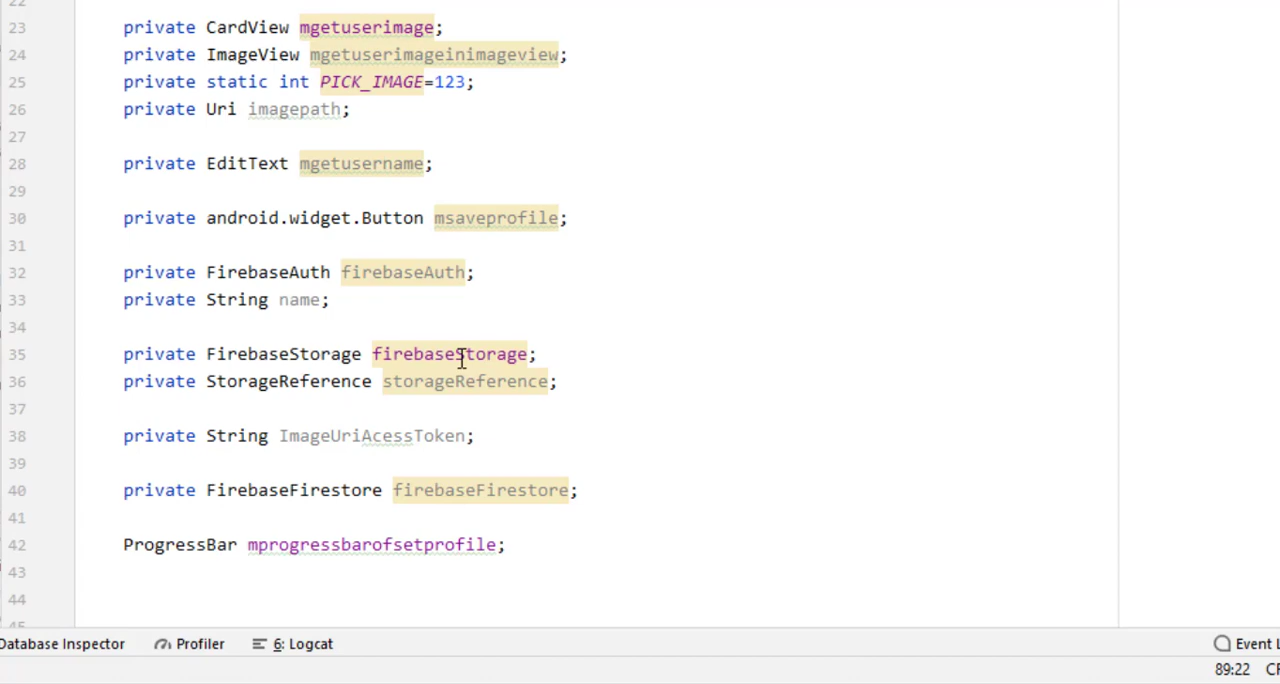 22
23 private CardView mgetuserimage;
24 private ImageView mgetuserimageinimageview;
25 private static int PICK_IMAGE=123;
26 private Uri imagepath;
27
28 private EditText mgetusername;
29
30 private android.widget.Button msaveprofile;
31
32 private FirebaseAuth firebaseAuth;
33 private String name;
34
35 private FirebaseStorage firebaseStorage;
36 private StorageReference storageReference;
37
38 private String ImageUriAcessToken;
39
40 private FirebaseFirestore firebaseFirestore;
41
42 ProgressBar mprogressbarofsetprofile;
43
44
45
Database Inspector Profiler 6: Logcat Event L
89:22 CR